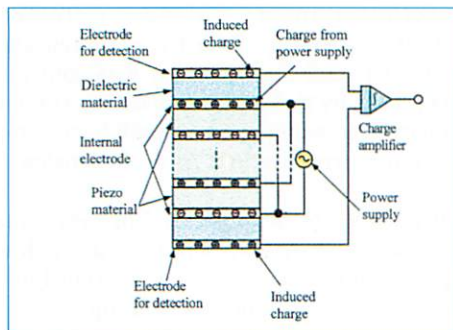 Induced
charge
Electrode
for detection
Charge from
power supply
Dielectric
material
Internal
electrode
Charge
amplifier
Piezo
material
Power
supply
Electrode
for detection
Induced
charge